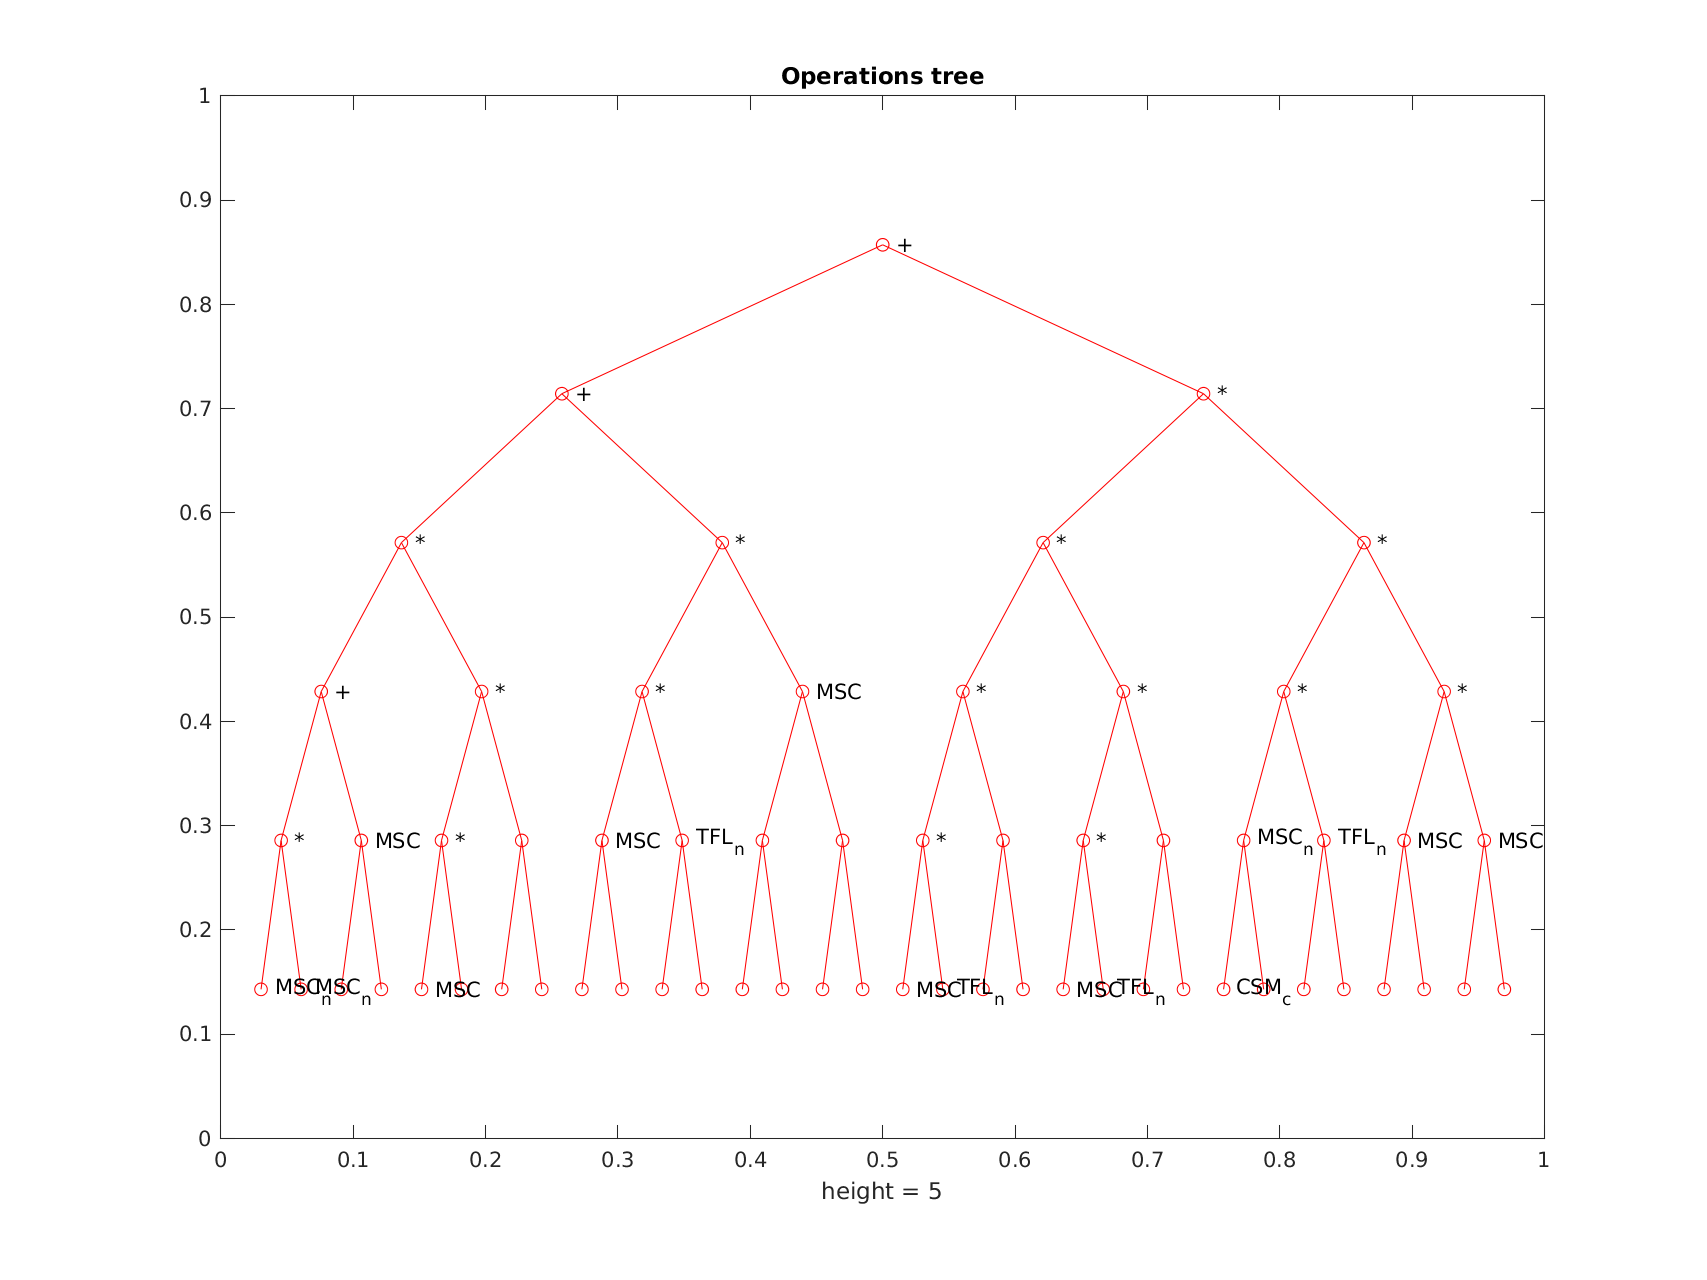 Operations tree
1
0.9
+
0.8
0.7
+ *
0.6
* * * *
0.5
+ * * MSC * * * *
0.4
0.3
* MSC * MSC TFLn * * MSCn TFLn MSC MSC
0.2
MSCn MSCn MSC MSC TFLn MSC TFLn CSMc
0.1
0
0 0.1 0.2 0.3 0.4 0.5 0.6 0.7 0.8 0.9 1
height = 5